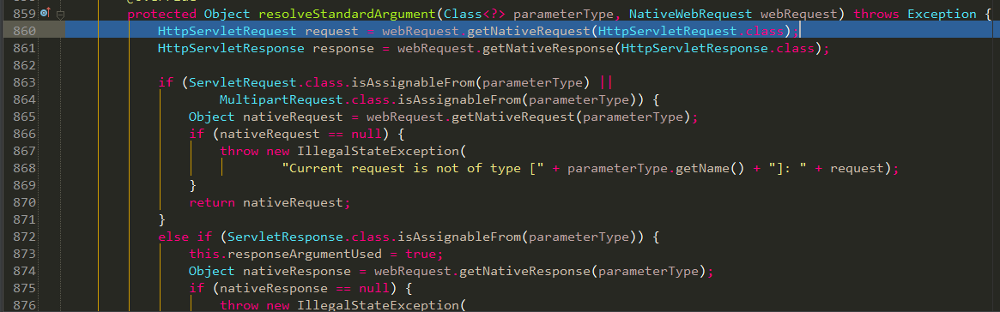 859 protected Object resolveStandardArgument(Class<?> parameterType, NativeWebRequest webRequest) throws Exception {
860 HttpServletRequest request = webRequest.getNativeRequest(HttpServletRequest.class);
861 HttpServletResponse response = webRequest.getNativeResponse(HttpServletResponse.class);
862
863 if (ServletRequest.class.isAssignableFrom(parameterType) ||
864 MultipartRequest.class.isAssignableFrom(parameterType)) {
865 Object nativeRequest = webRequest.getNativeRequest(parameterType);
866 if (nativeRequest == null) {
867 throw new IllegalStateException(
868 "Current request is not of type [" + parameterType.getName() + "]: " + request);
869 }
870 return nativeRequest;
871 }
872 else if (ServletResponse.class.isAssignableFrom(parameterType)) {
873 this.responseArgumentUsed = true;
874 Object nativeResponse = webRequest.getNativeResponse(parameterType);
875 if (nativeResponse == null) {
876 throw new IllegalStateException(